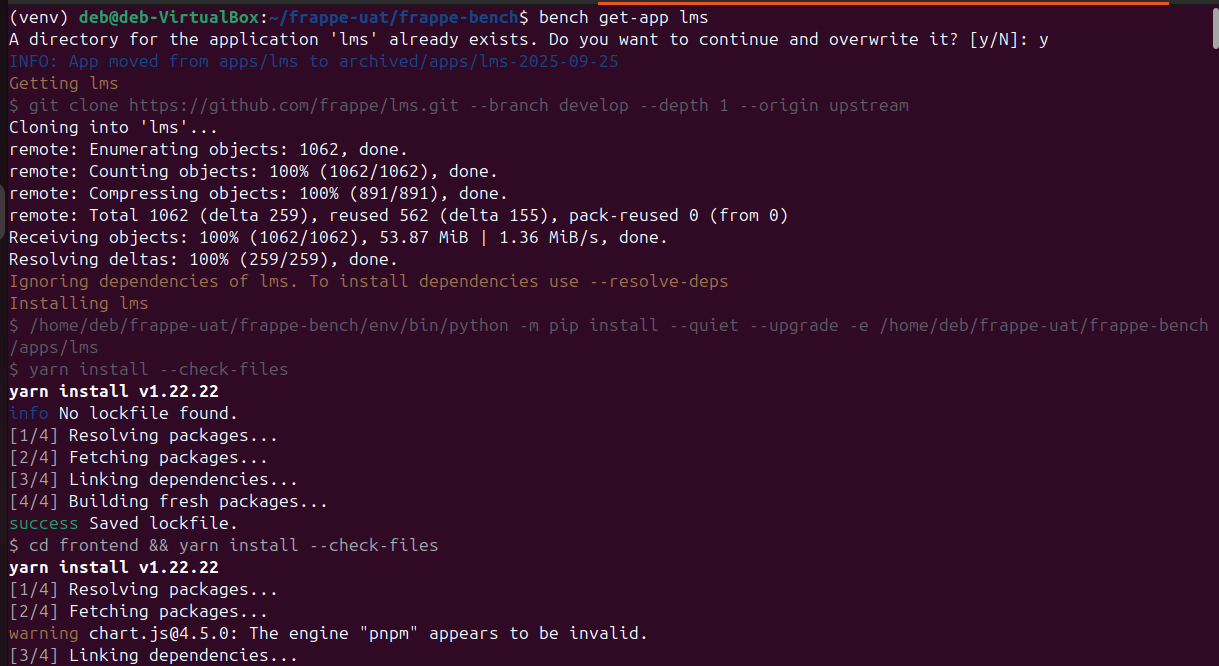 (venv) deb@deb-VirtualBox:~/frappe-uat/frappe-bench$ bench get-app lms
A directory for the application 'lms' already exists. Do you want to continue and overwrite it? [y/N]: y
INFO: App moved from apps/lms to archived/apps/lms-2025-09-25
Getting lms
$ git clone https://github.com/frappe/lms.git --branch develop --depth 1 --origin upstream
Cloning into 'lms'...
remote: Enumerating objects: 1062, done.
remote: Counting objects: 100% (1062/1062), done.
remote: Compressing objects: 100% (891/891), done.
remote: Total 1062 (delta 259), reused 562 (delta 155), pack-reused 0 (from 0)
Receiving objects: 100% (1062/1062), 53.87 MiB | 1.36 MiB/s, done.
Resolving deltas: 100% (259/259), done.
Ignoring dependencies of lms. To install dependencies use --resolve-deps
Installing lms
$ /home/deb/frappe-uat/frappe-bench/env/bin/python -m pip install --quiet --upgrade -e /home/deb/frappe-uat/frappe-bench
/apps/lms
$ yarn install --check-files
yarn install v1.22.22
info No lockfile found.
[1/4] Resolving packages...
[2/4] Fetching packages...
[3/4] Linking dependencies...
[4/4] Building fresh packages...
success Saved lockfile.
$ cd frontend && yarn install --check-files
yarn install v1.22.22
[1/4] Resolving packages...
[2/4] Fetching packages...
warning chart.js@4.5.0: The engine "pnpm" appears to be invalid.
[3/4] Linking dependencies...